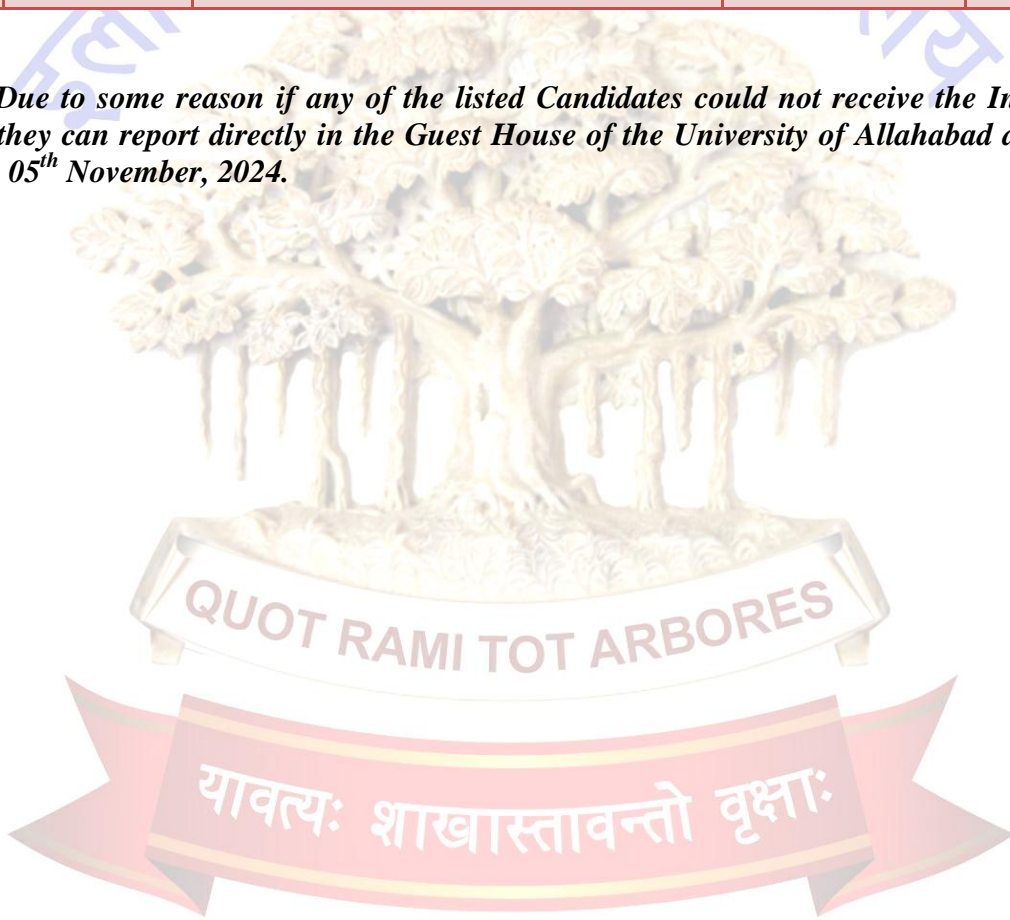 Due to some reason if any of the listed Candidates could not receive the
they can report directly in the Guest House of the University of Allahabad
05th November, 2024.
QUOT RAMI TOT ARBORES
यावत्यः शाखास्तावन्तो वृक्षाः